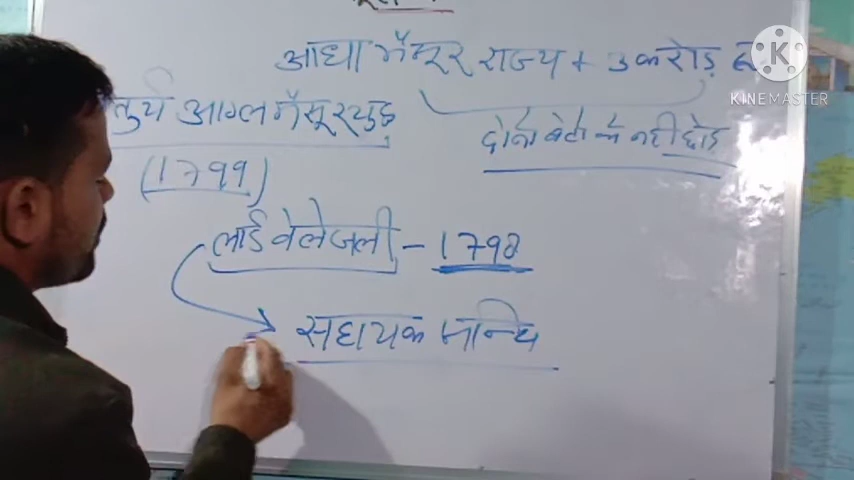 आधा मैसूर राज्य + 3 करोड़
KINEMASTER
तुर्थ आंग्ल मैसूर युद्ध
दोनो बेटो को नही छोड़
(1799)
लार्ड वेलेजली - 1798
सहायक सन्धि